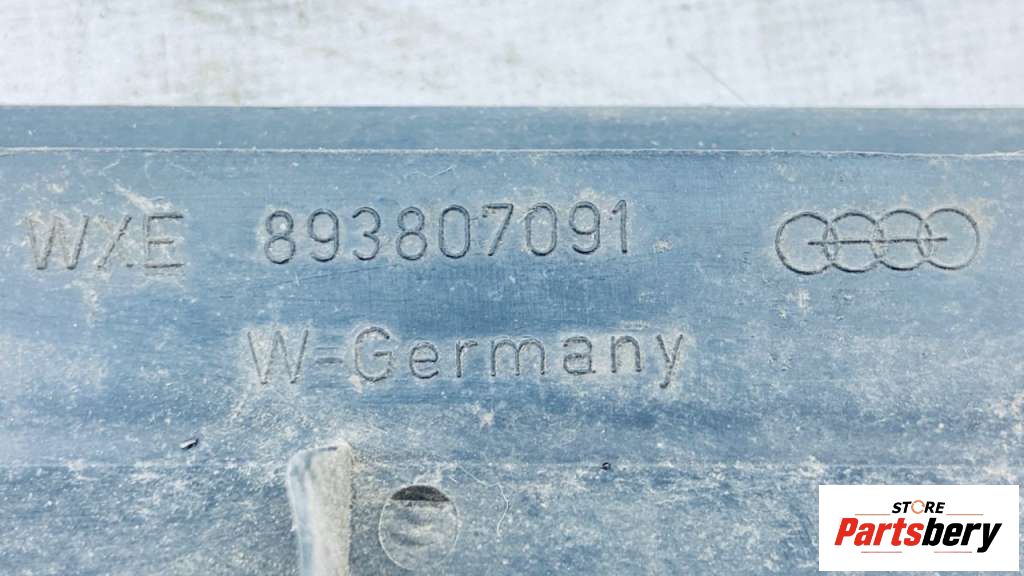 WXE 893807091
W-Germany
STORE
Partsbery